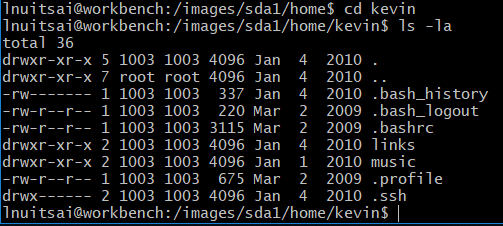 lnuitsai@workbench:/images/sda1/home$ cd kevin
lnuitsai@workbench:/images/sda1/home/kevin$ ls -la
total 36
drwxr-xr-x 5 1003 1003 4096 Jan  4  2010 .
drwxr-xr-x 7 root root 4096 Jan  4  2010 ..
-rw------- 1 1003 1003  337 Jan  4  2010 .bash_history
-rw-r--r-- 1 1003 1003  220 Mar  2  2009 .bash_logout
-rw-r--r-- 1 1003 1003 3115 Mar  2  2009 .bashrc
drwxr-xr-x 2 1003 1003 4096 Jan  4  2010 links
drwxr-xr-x 2 1003 1003 4096 Jan  1  2010 music
-rw-r--r-- 1 1003 1003  675 Mar  2  2009 .profile
drwx------ 2 1003 1003 4096 Jan  4  2010 .ssh
lnuitsai@workbench:/images/sda1/home/kevin$